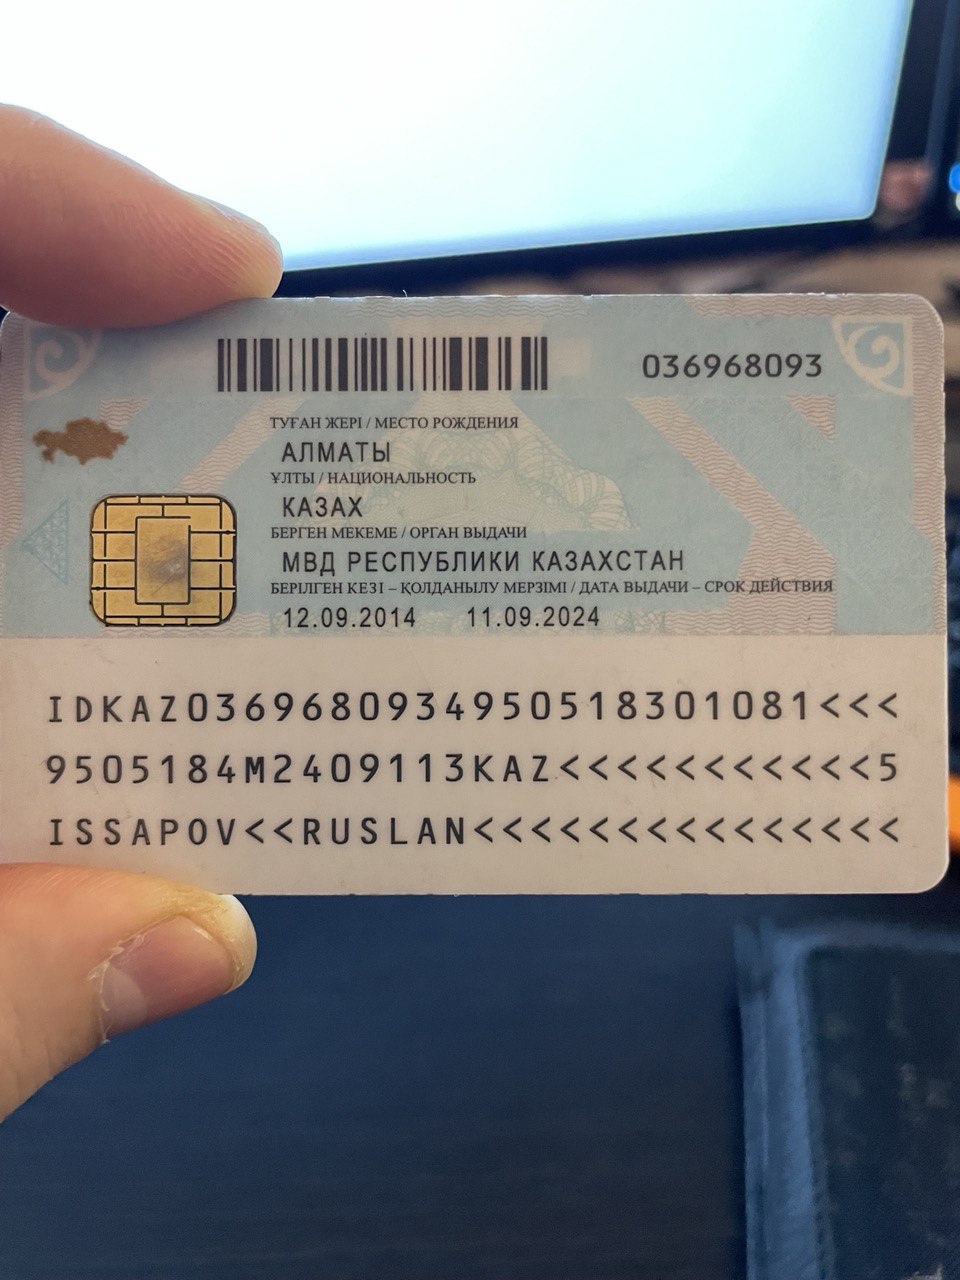 036968093
ТУҒАН ЖЕРІ / МЕСТО РОЖДЕНИЯ
АЛМАТЫ
ҰЛТЫ / НАЦИОНАЛЬНОСТЬ
КАЗАХ
БЕРГЕН МЕКЕМЕ / ОРГАН ВЫДАЧИ
МВД РЕСПУБЛИКИ КАЗАХСТАН
БЕРІЛГЕН КЕЗІ – ҚОЛДАНЫЛУ МЕРЗІМІ / ДАТА ВЫДАЧИ – СРОК ДЕЙСТВИЯ
12.09.2014 11.09.2024
IDKAZ0369680934950518301081<<<
9505184M2409113KAZ<<<<<<<<<<<5
ISSAPOV<<RUSLAN<<<<<<<<<<<<<<<